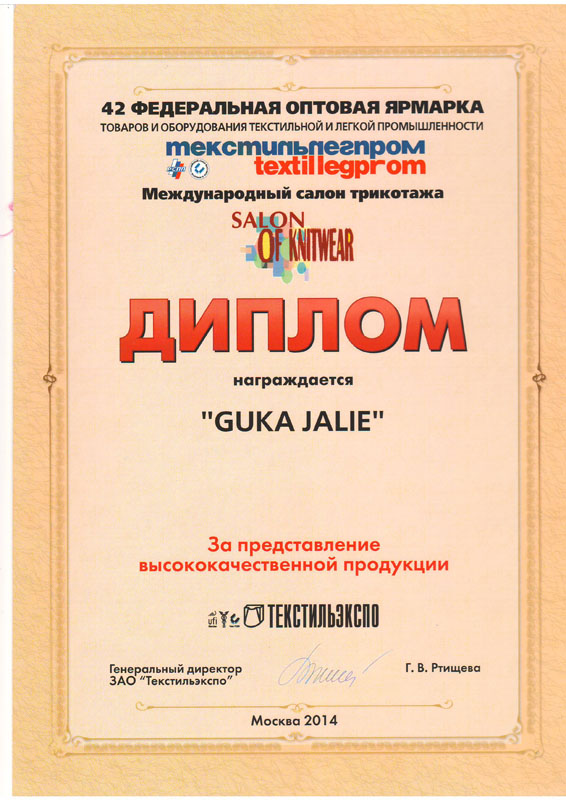 42 ФЕДЕРАЛЬНАЯ ОПТОВАЯ ЯРМАРКА
ТОВАРОВ И ОБОРУДОВАНИЯ ТЕКСТИЛЬНОЙ И ЛЕГКОЙ ПРОМЫШЛЕННОСТИ
текстильлегпром
textillegprom
Международный салон трикотажа
SALON
OF KNITWEAR
ДИПЛОМ
награждается
"GUKA JALIE"
За представление
высококачественной продукции
ufi ТЕКСТИЛЬЭКСПО
Генеральный директор
ЗАО "Текстильэкспо"
Г. В. Ртищева
Москва 2014